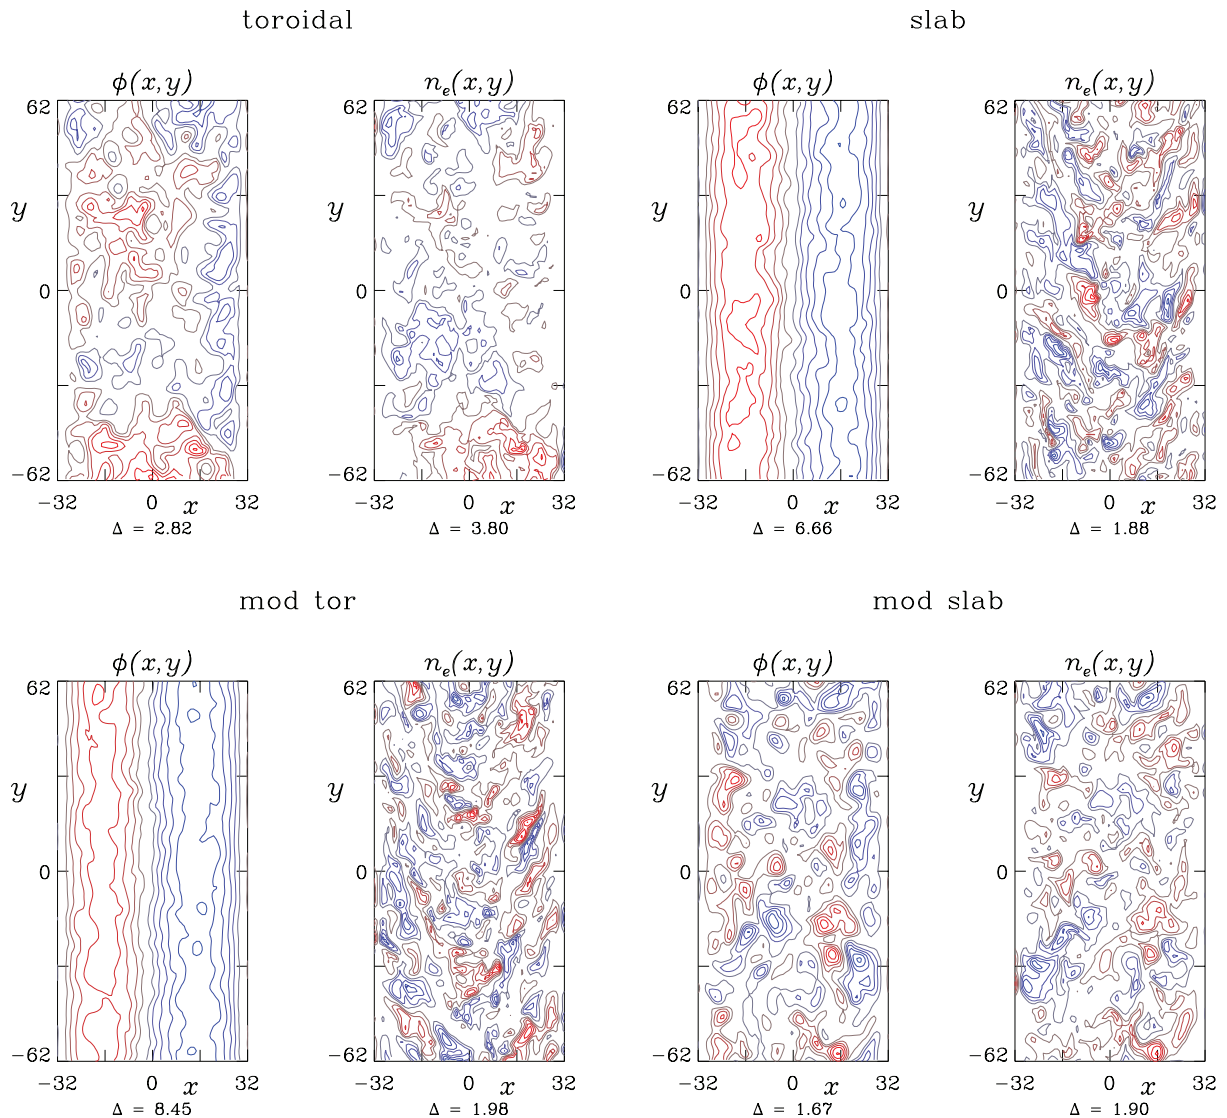 toroidal slab
ϕ(x,y) n_e(x,y) ϕ(x,y) n_e(x,y)
62 62 62 62
y y y y
0 0 0 0
−62 −62 −62 −62
−32 0 x 32 −32 0 x 32 −32 0 x 32 −32 0 x 32
Δ = 2.82 Δ = 3.80 Δ = 6.66 Δ = 1.88
mod tor mod slab
ϕ(x,y) n_e(x,y) ϕ(x,y) n_e(x,y)
62 62 62 62
y y y y
0 0 0 0
−62 −62 −62 −62
−32 0 x 32 −32 0 x 32 −32 0 x 32 −32 0 x 32
Δ = 8.45 Δ = 1.98 Δ = 1.67 Δ = 1.90